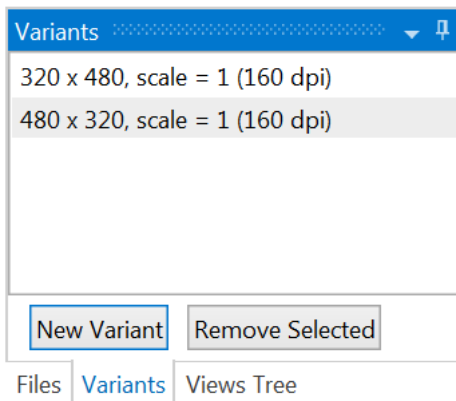 Variants
320 x 480, scale = 1 (160 dpi)
480 x 320, scale = 1 (160 dpi)
New Variant Remove Selected
Files Variants Views Tree